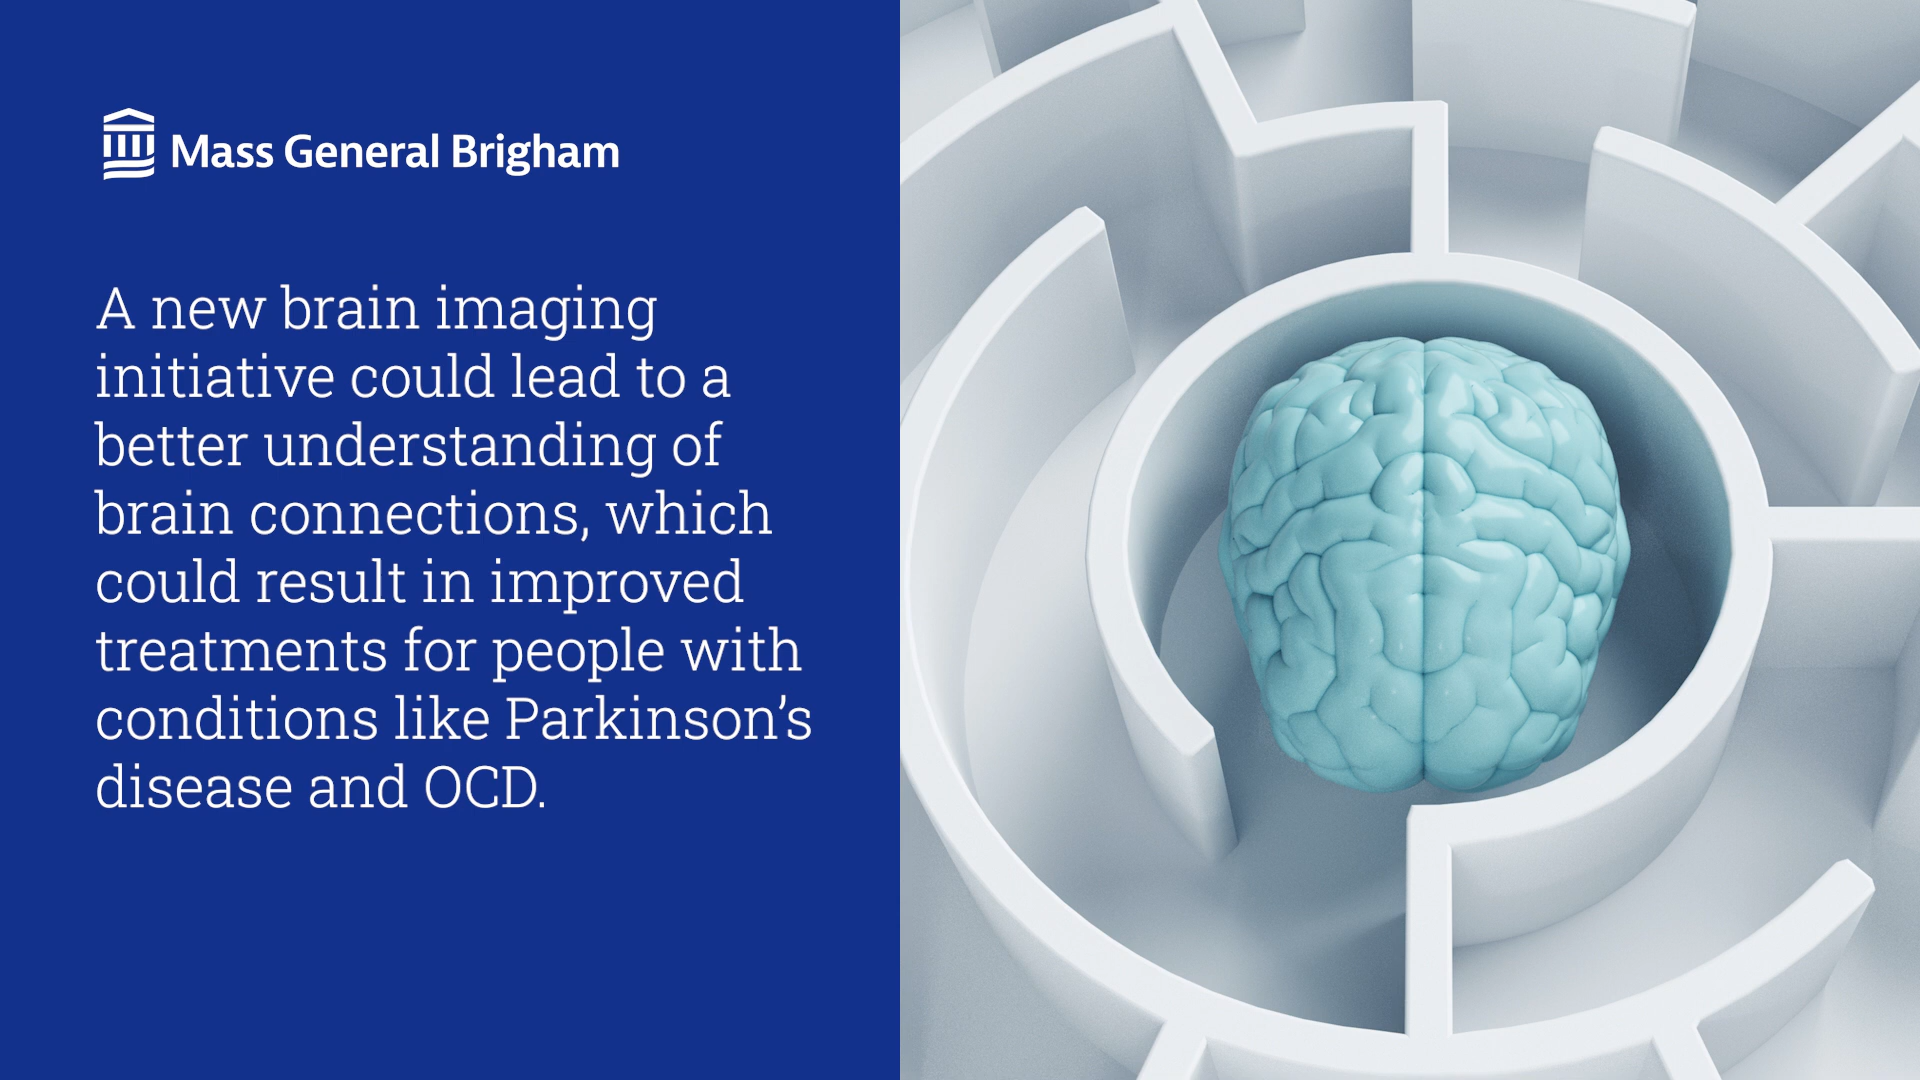 Mass General Brigham
A new brain imaging
initiative could lead to a
better understanding of
brain connections, which
could result in improved
treatments for people with
conditions like Parkinson’s
disease and OCD.